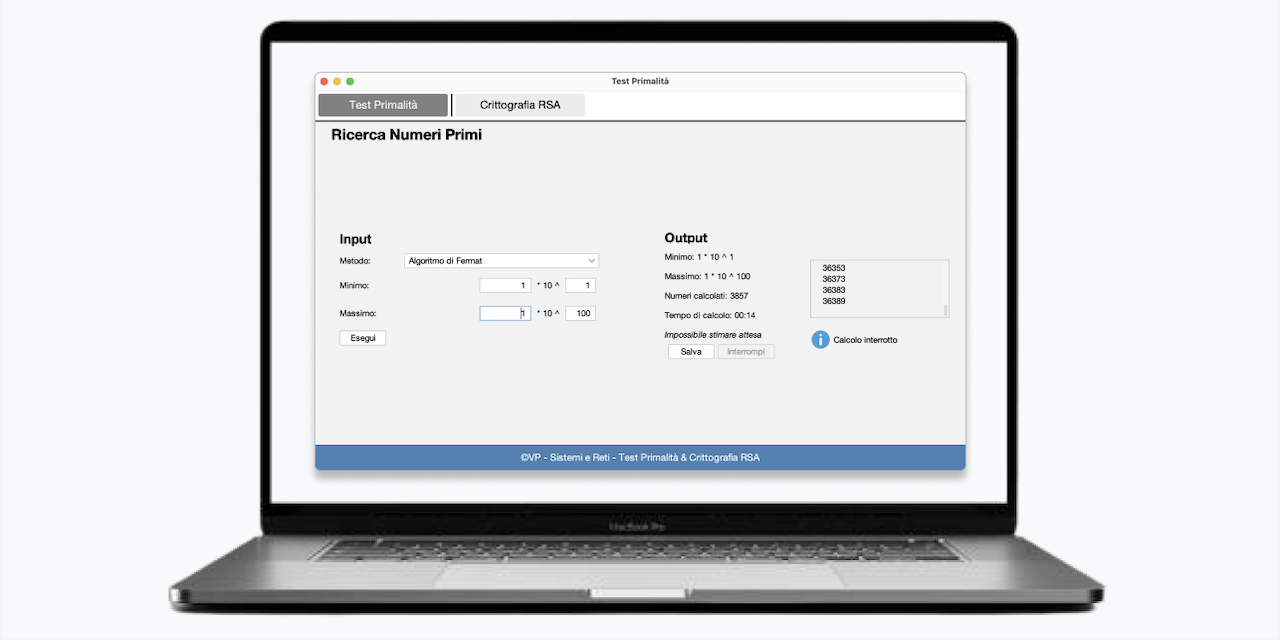 Test Primalità
Test Primalità
Crittografia RSA
Ricerca Numeri Primi
Input
Metodo: Algoritmo di Fermat
Minimo: 1 * 10 ^ 1
Massimo: 1 * 10 ^ 100
Esegui
Output
Minimo: 1 * 10 ^ 1
Massimo: 1 * 10 ^ 100
Numeri calcolati: 3857
Tempo di calcolo: 00:14
Impossibile stimare attesa
Salva Interrompi
36353
36373
36383
36389
Calcolo interrotto
©VP - Sistemi e Reti - Test Primalità & Crittografia RSA
MacBook Pro